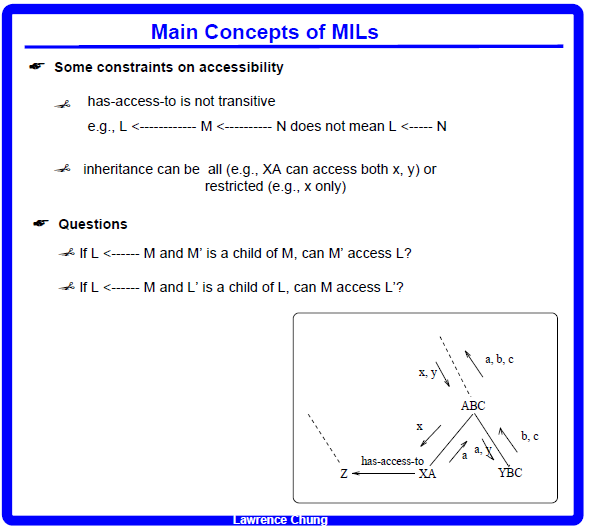 Main Concepts of MILs
Some constraints on accessibility
has-access-to is not transitive
e.g., L <------------ M <---------- N does not mean L <----- N
inheritance can be  all (e.g., XA can access both x, y) or
restricted (e.g., x only)
Questions
If L <------ M and M’ is a child of M, can M’ access L?
If L <------ M and L’ is a child of L, can M access L’?
a, b, c
x, y
ABC
x
b, c
a
a, y
has-access-to
Z
XA
YBC
Lawrence Chung